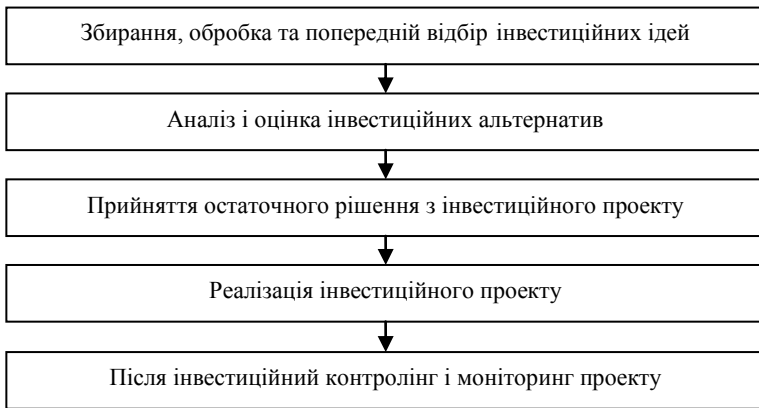 Збирання, обробка та попередній відбір інвестиційних ідей
Аналіз і оцінка інвестиційних альтернатив
Прийняття остаточного рішення з інвестиційного проекту
Реалізація інвестиційного проекту
Після інвестиційний контролінг і моніторинг проекту